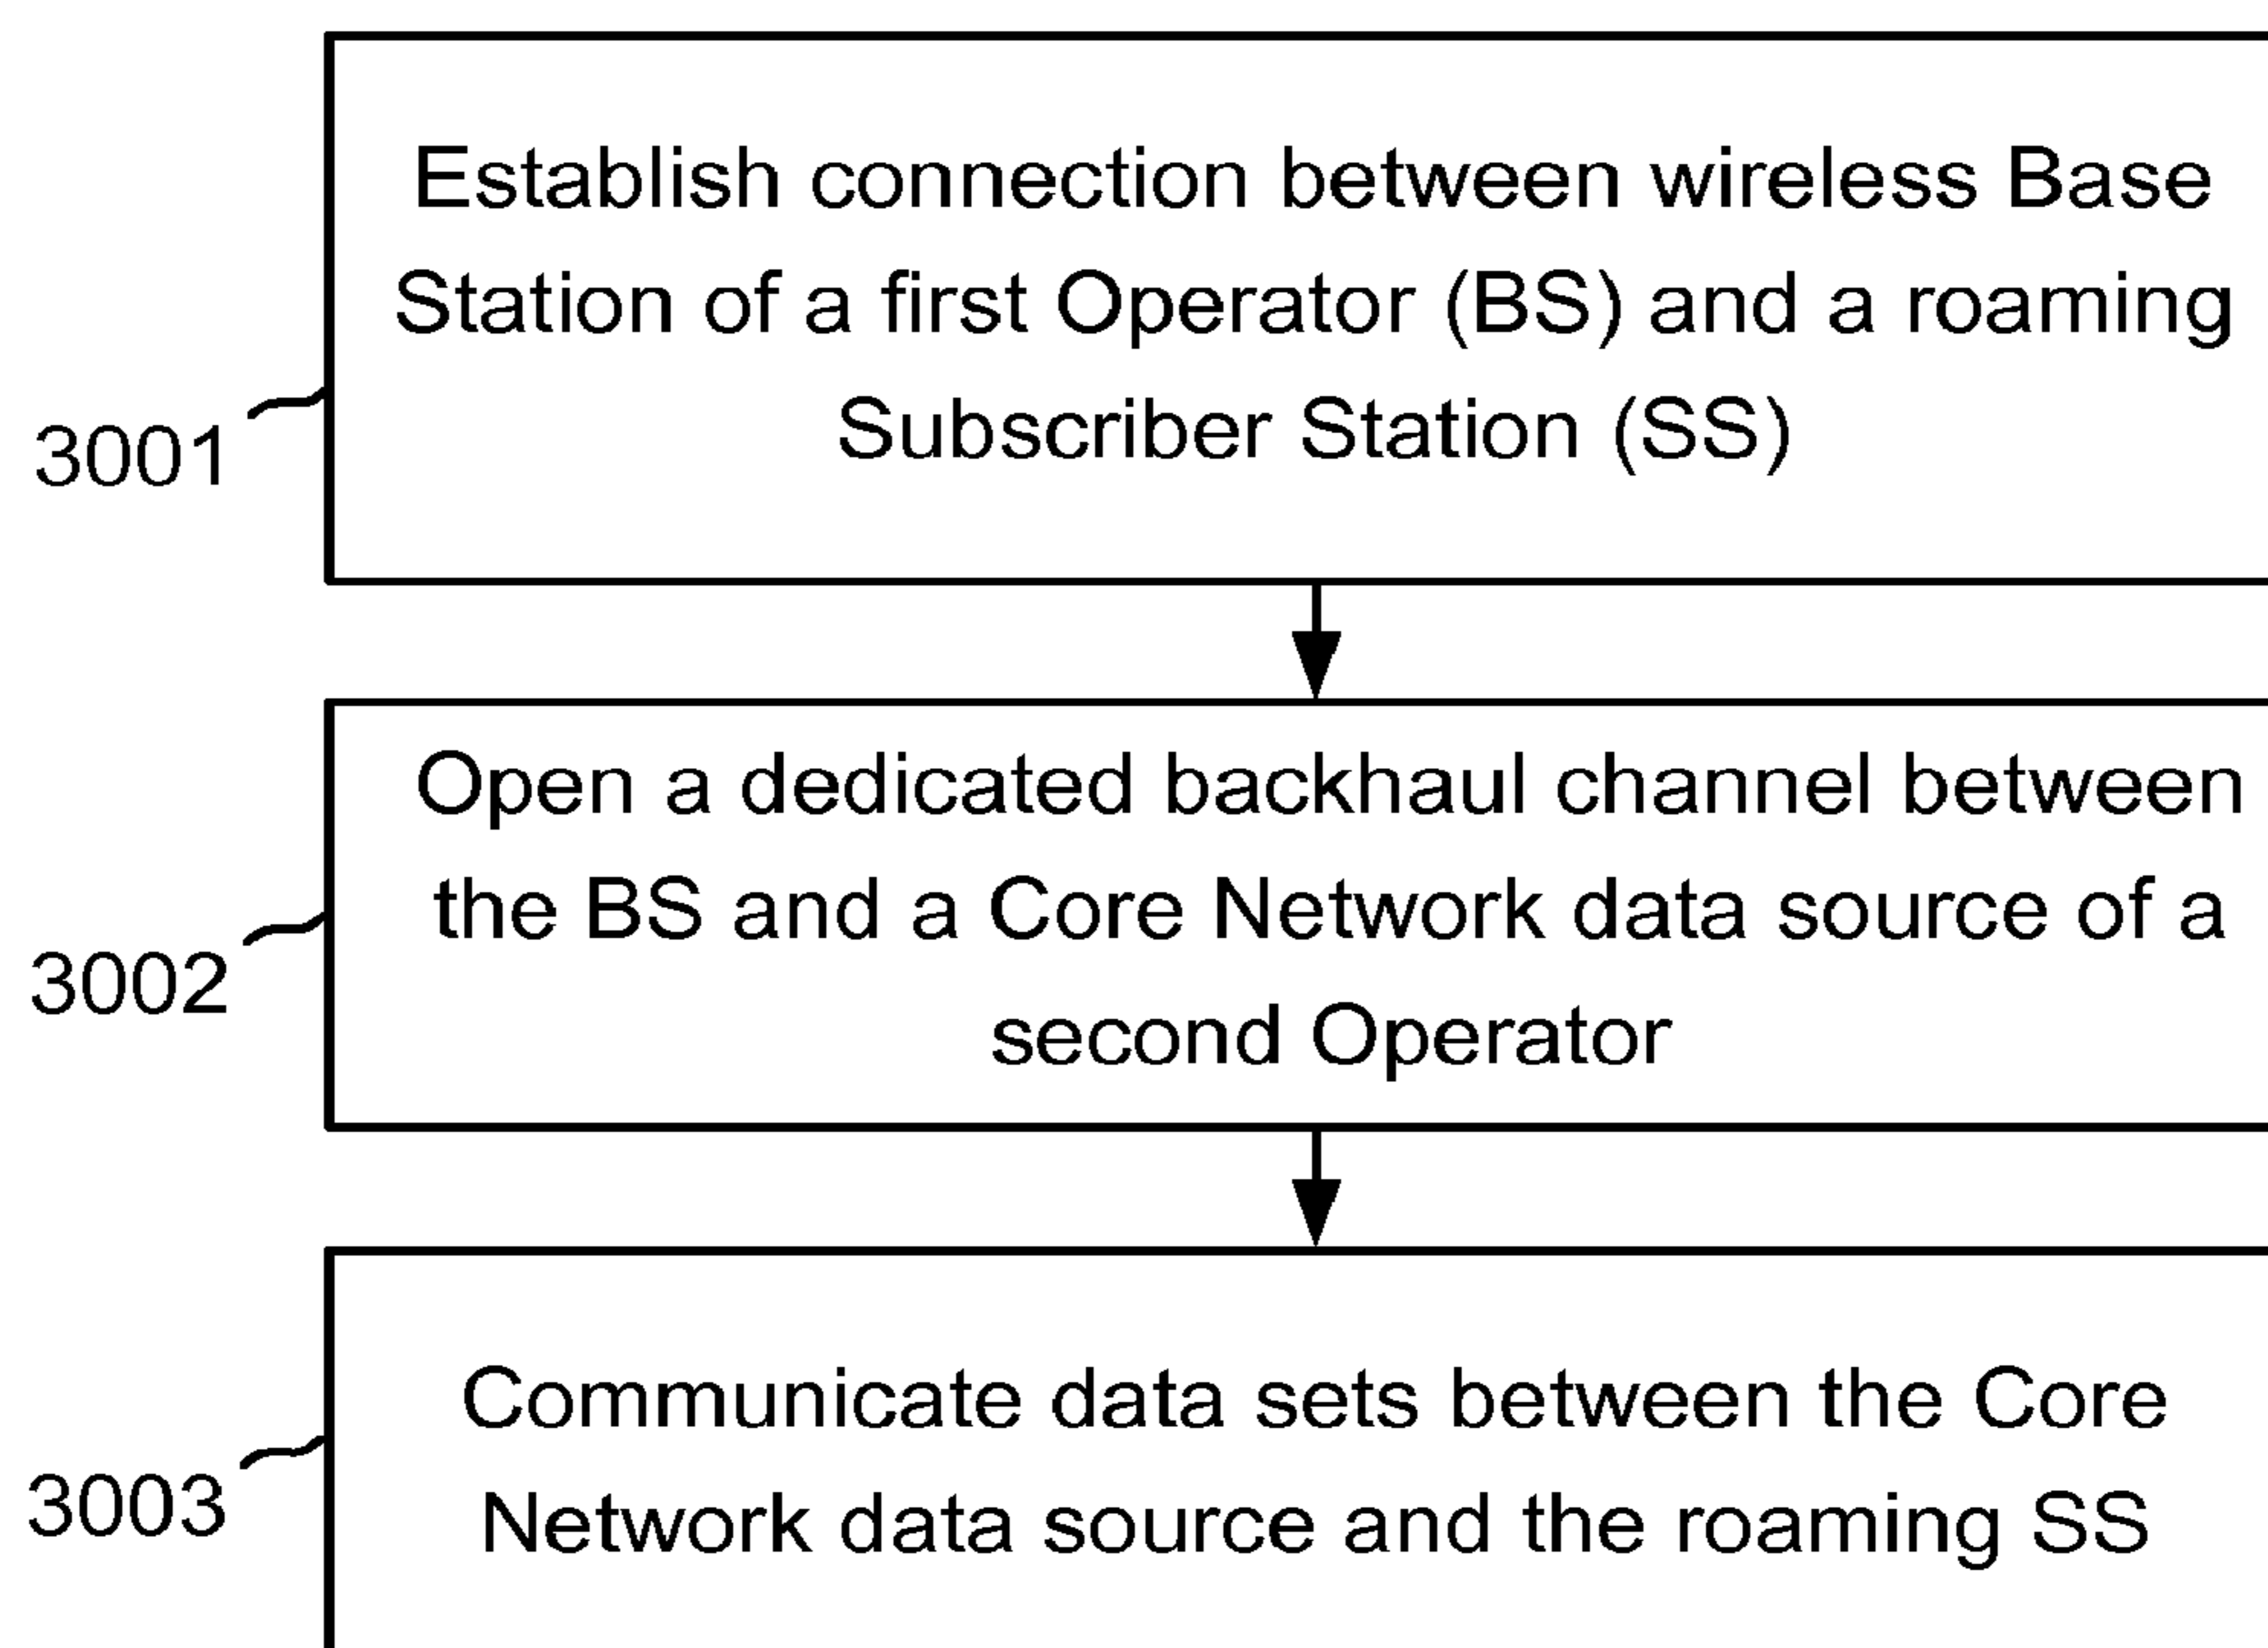 Establish connection between wireless Base
Station of a first Operator (BS) and a roaming
Subscriber Station (SS)
3001
Open a dedicated backhaul channel between
the BS and a Core Network data source of a
second Operator
3002
Communicate data sets between the Core
Network data source and the roaming SS
3003